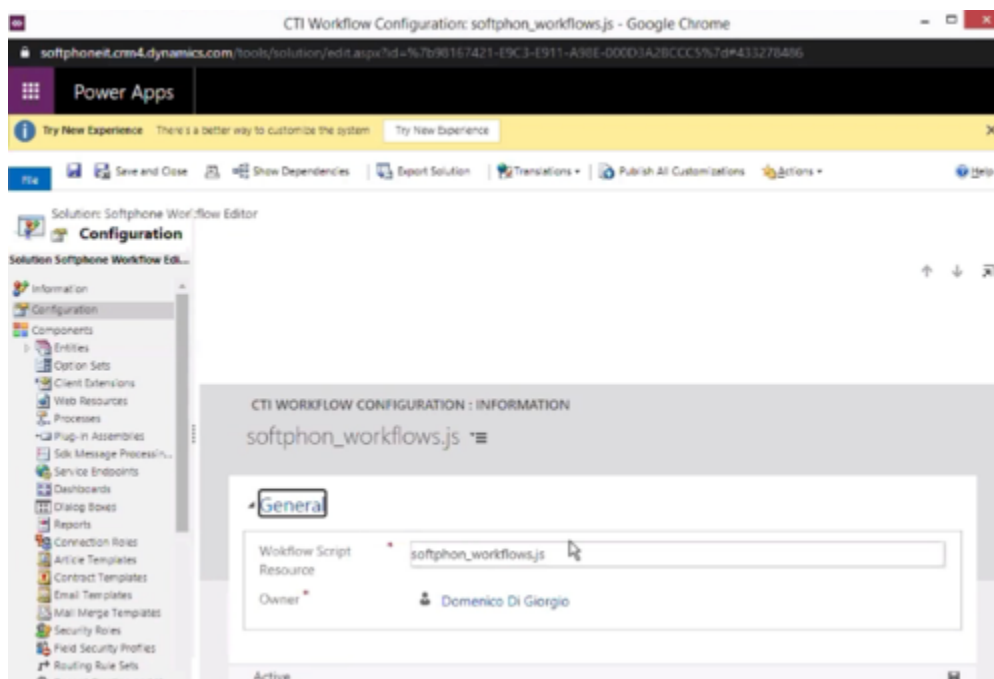 CTI Workflow Configuration: softphon_workflows.js - Google Chrome
softphoneit.crm4.dynamics.com/tools/solution/edit.aspx?id=%7b98167421-E9C3-E911-A98E-000D3A2BCCC5%7d#433278486
Power Apps
Try New Experience There's a better way to customize the system Try New Experience
File Save and Close Show Dependencies Export Solution Translations Publish All Customizations Actions Help
Solution: Softphone Workflow Editor
Configuration
Solution Softphone Workflow Edi...
Information
Configuration
Components
Entities
Option Sets
Client Extensions
Web Resources
Processes
Plug-in Assemblies
Sdk Message Processin...
Service Endpoints
Dashboards
Dialog Boxes
Reports
Connection Roles
Article Templates
Contract Templates
Email Templates
Mail Merge Templates
Security Roles
Field Security Profiles
Routing Rule Sets
CTI WORKFLOW CONFIGURATION : INFORMATION
softphon_workflows.js
General
Wokflow Script * softphon_workflows.js
Resource
Owner * Domenico Di Giorgio
Active